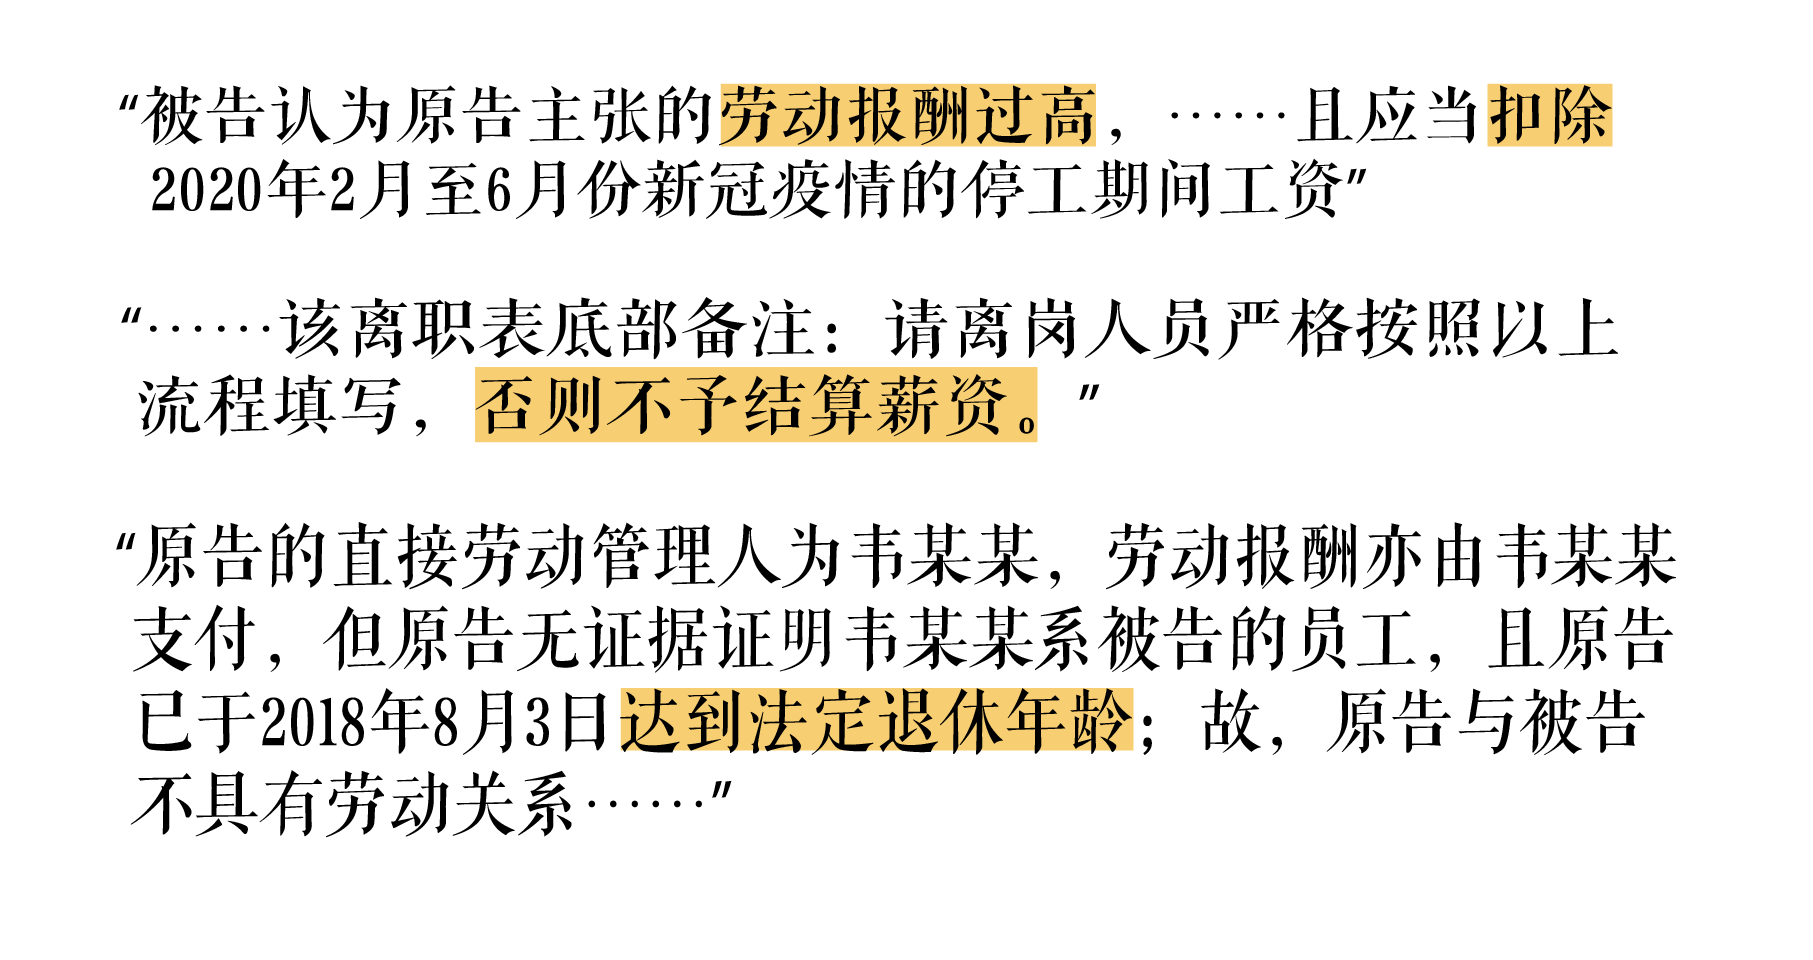 “被告认为原告主张的劳动报酬过高，……且应当扣除
2020年2月至6月份新冠疫情的停工期间工资”
“……该离职表底部备注：请离岗人员严格按照以上
流程填写，否则不予结算薪资。”
“原告的直接劳动管理人为韦某某，劳动报酬亦由韦某某
支付，但原告无证据证明韦某某系被告的员工，且原告
已于2018年8月3日达到法定退休年龄；故，原告与被告
不具有劳动关系……”